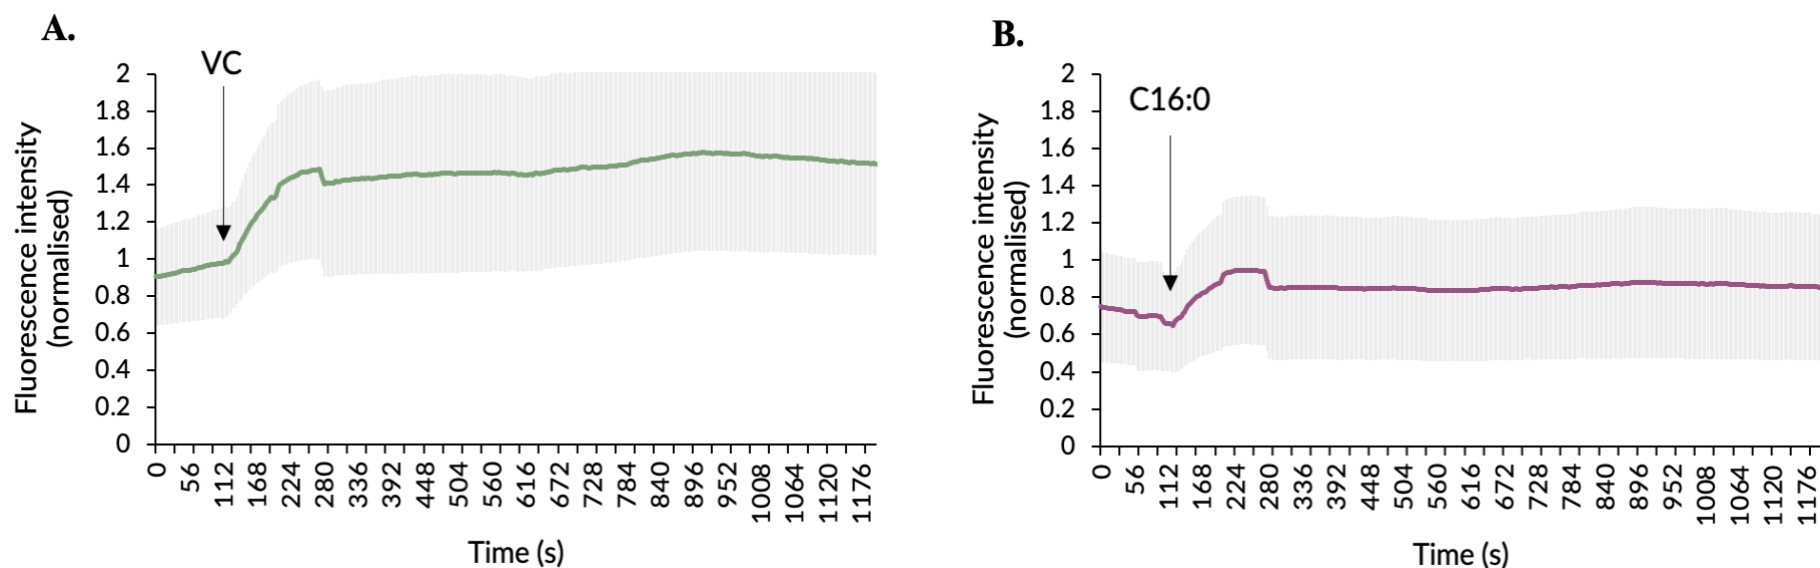 A.
VC
2
1.8
1.6
1.4
1.2
1
0.8
0.6
0.4
0.2
0
Fluorescence intensity
(normalised)
0 56 112 168 224 280 336 392 448 504 560 616 672 728 784 840 896 952 1008 1064 1120 1176
Time (s)
B.
C16:0
2
1.8
1.6
1.4
1.2
1
0.8
0.6
0.4
0.2
0
Fluorescence intensity
(normalised)
0 56 112 168 224 280 336 392 448 504 560 616 672 728 784 840 896 952 1008 1064 1120 1176
Time (s)